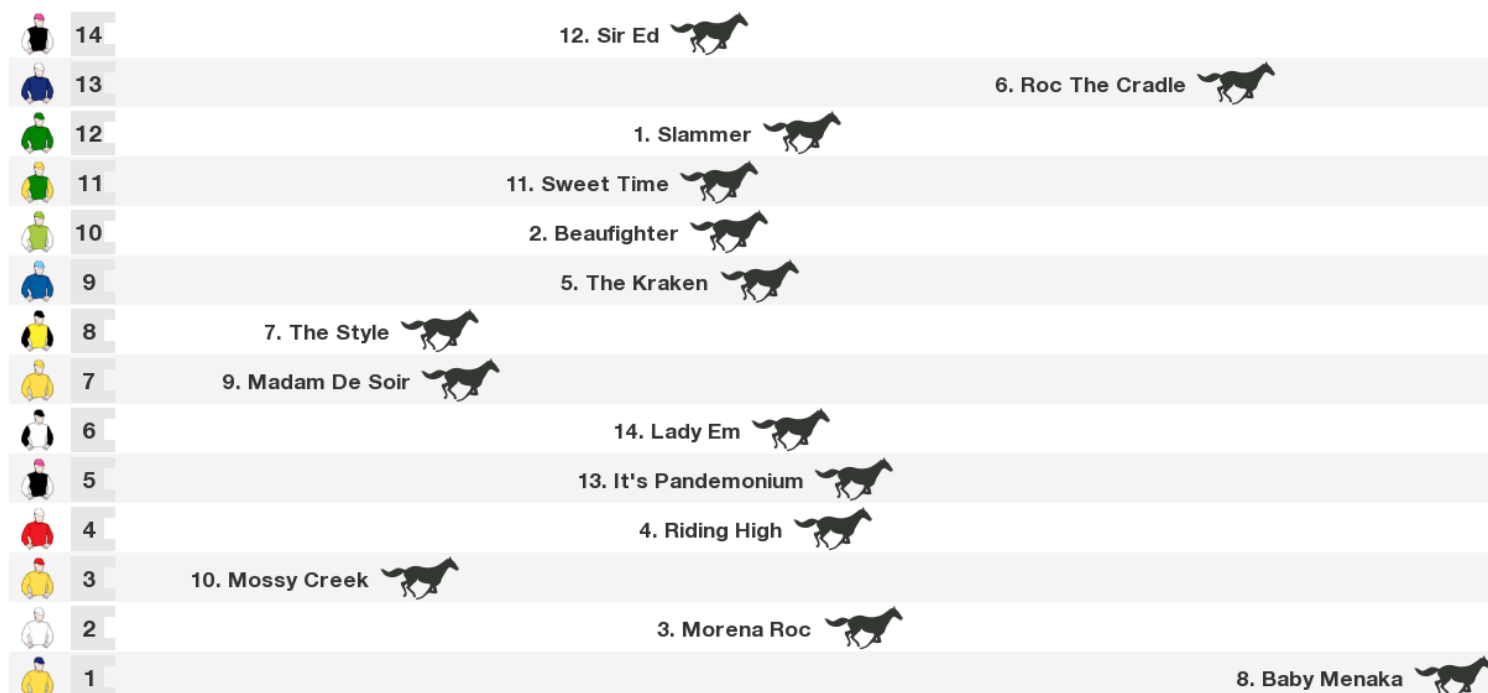 14 12. Sir Ed
13 6. Roc The Cradle
12 1. Slammer
11 11. Sweet Time
10 2. Beaufighter
9 5. The Kraken
8 7. The Style
7 9. Madam De Soir
6 14. Lady Em
5 13. It's Pandemonium
4 4. Riding High
3 10. Mossy Creek
2 3. Morena Roc
1 8. Baby Menaka